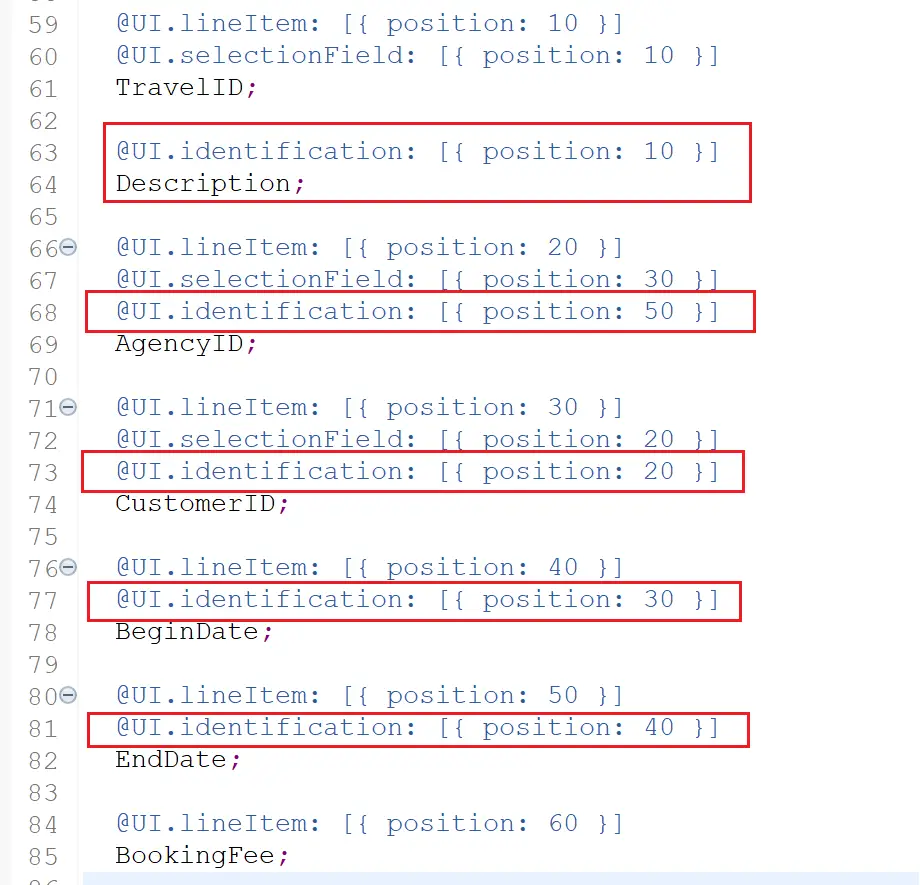 59 @UI.lineItem: [{ position: 10 }]
60 @UI.selectionField: [{ position: 10 }]
61 TravelID;
62
63 @UI.identification: [{ position: 10 }]
64 Description;
65
66 @UI.lineItem: [{ position: 20 }]
67 @UI.selectionField: [{ position: 30 }]
68 @UI.identification: [{ position: 50 }]
69 AgencyID;
70
71 @UI.lineItem: [{ position: 30 }]
72 @UI.selectionField: [{ position: 20 }]
73 @UI.identification: [{ position: 20 }]
74 CustomerID;
75
76 @UI.lineItem: [{ position: 40 }]
77 @UI.identification: [{ position: 30 }]
78 BeginDate;
79
80 @UI.lineItem: [{ position: 50 }]
81 @UI.identification: [{ position: 40 }]
82 EndDate;
83
84 @UI.lineItem: [{ position: 60 }]
85 BookingFee;